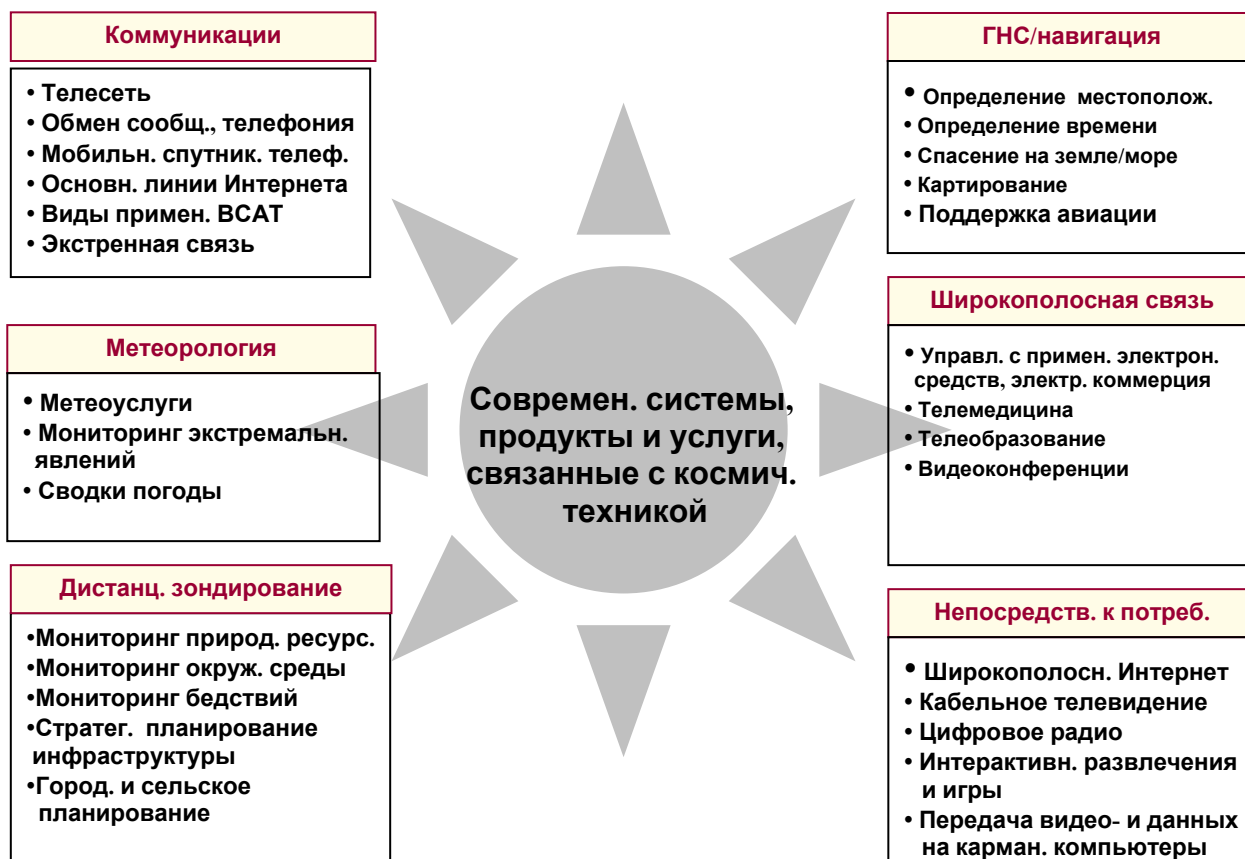 Коммуникации
• Телесеть
• Обмен сообщ., телефония
• Мобильн. спутник. телеф.
• Основн. линии Интернета
• Виды примен. ВСАТ
• Экстренная связь
Метеорология
• Метеоуслуги
• Мониторинг экстремальн.
явлений
• Сводки погоды
Дистанц. зондирование
•Мониторинг природ. ресурс.
•Мониторинг окруж. среды
•Мониторинг бедствий
•Стратег. планирование
инфраструктуры
•Город. и сельское
планирование
Современ. системы,
продукты и услуги,
связанные с космич.
техникой
ГНС/навигация
• Определение местополож.
• Определение времени
• Спасение на земле/море
• Картирование
• Поддержка авиации
Широкополосная связь
• Управл. с примен. электрон.
средств, электр. коммерция
• Телемедицина
• Телеобразование
• Видеоконференции
Непосредств. к потреб.
• Широкополосн. Интернет
• Кабельное телевидение
• Цифровое радио
• Интерактивн. развлечения
и игры
• Передача видео- и данных
на карман. компьютеры